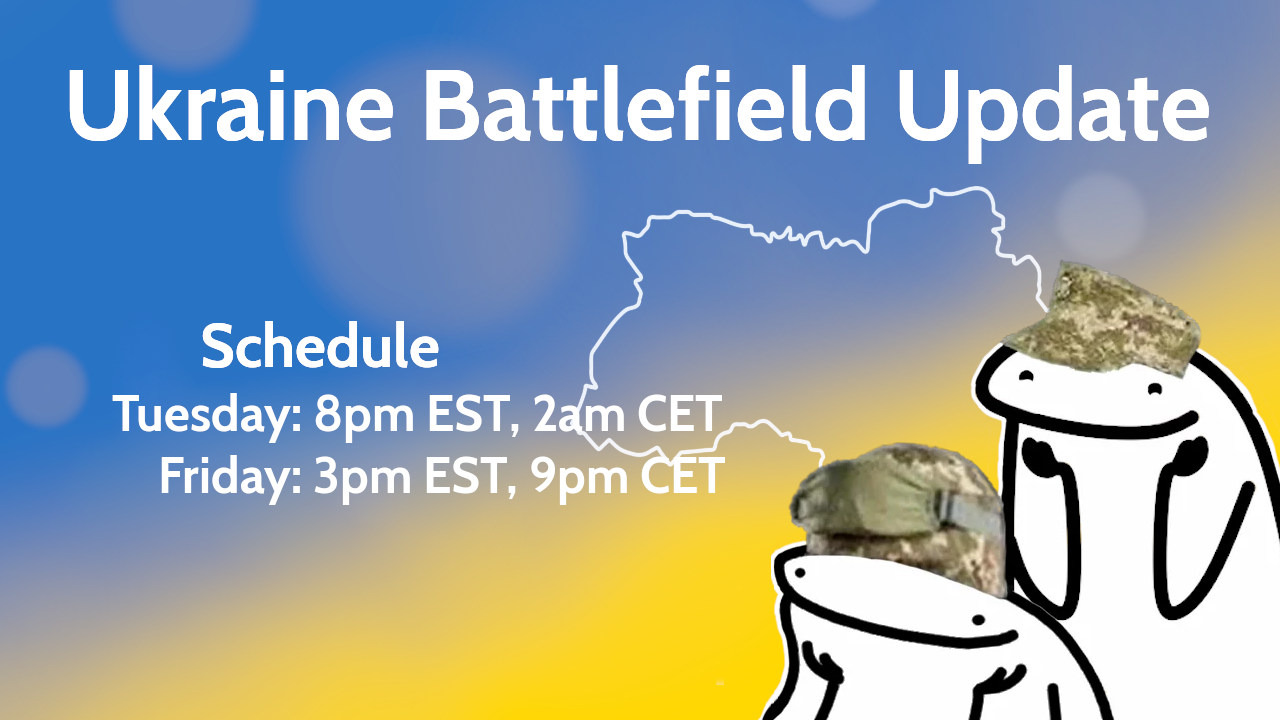 Ukraine Battlefield Update
Schedule
Tuesday: 8pm EST, 2am CET
Friday: 3pm EST, 9pm CET